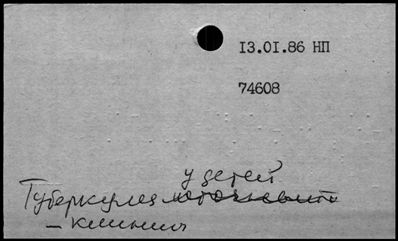 13.01.86 НП
74608
у детей
Туберкулез
– клиника